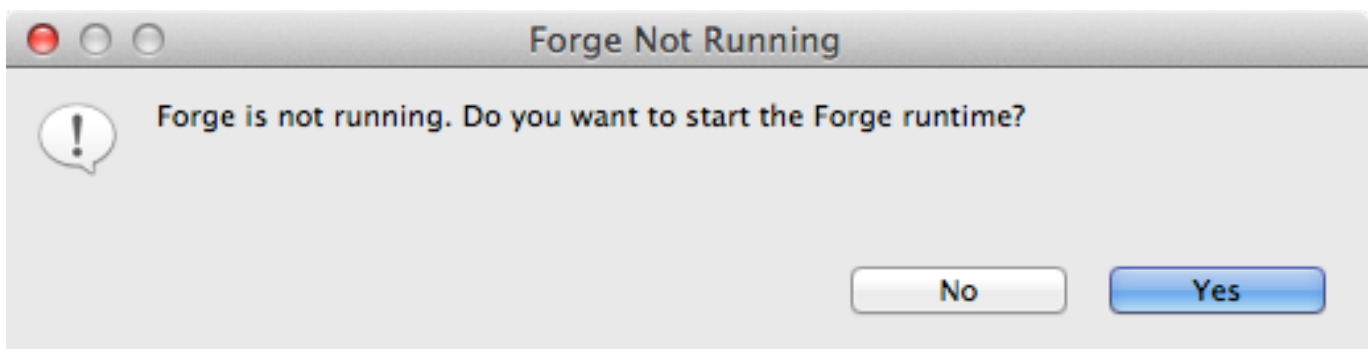 Forge Not Running
Forge is not running. Do you want to start the Forge runtime?
No
Yes